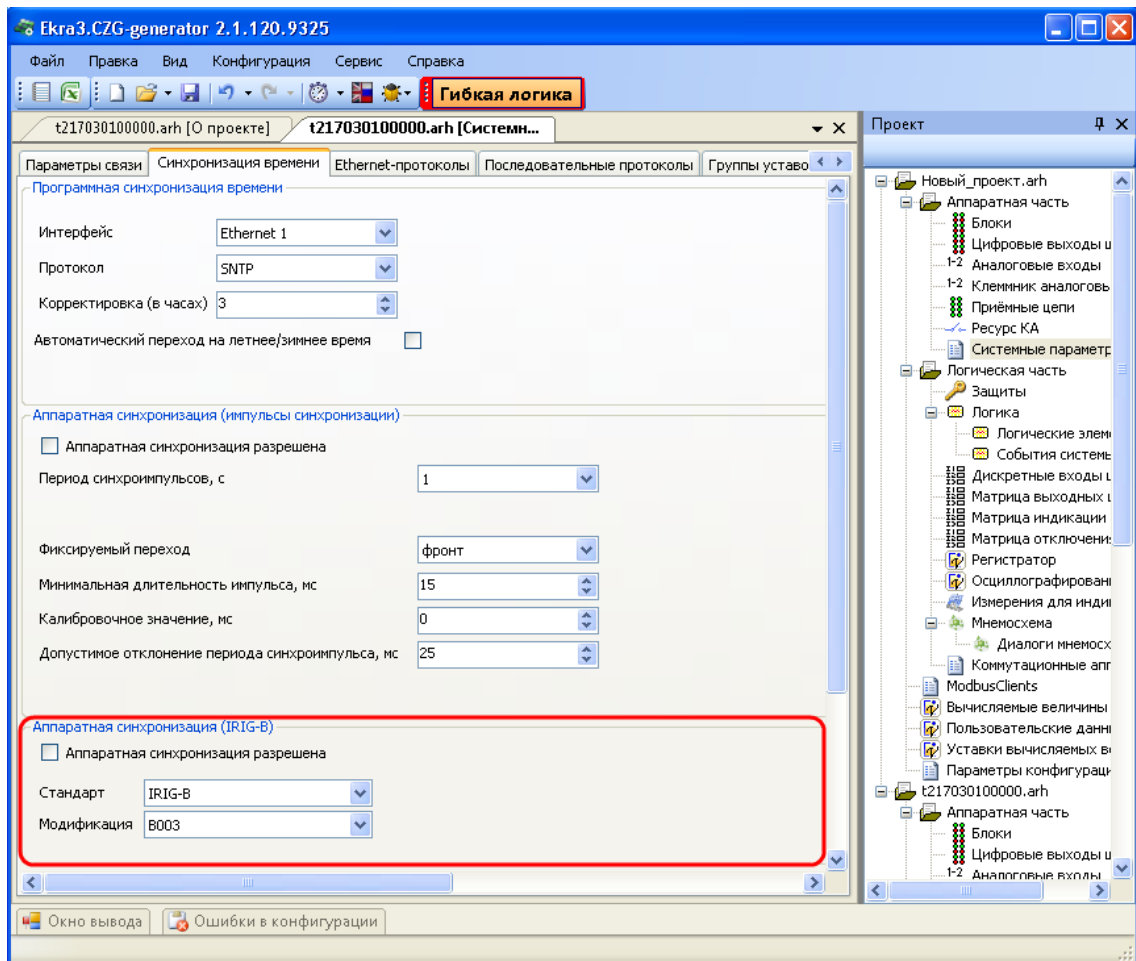 Ekra3.CZG-generator 2.1.120.9325
Файл Правка Вид Конфигурация Сервис Справка
Гибкая логика
t217030100000.arh [О проекте] t217030100000.arh [Системн...
Параметры связи Синхронизация времени Ethernet-протоколы Последовательные протоколы Группы уставо
Программная синхронизация времени
Интерфейс Ethernet 1
Протокол SNTP
Корректировка (в часах) 3
Автоматический переход на летнее/зимнее время
Аппаратная синхронизация (импульсы синхронизации)
Аппаратная синхронизация разрешена
Период синхроимпульсов, с 1
Фиксируемый переход фронт
Минимальная длительность импульса, мс 15
Калибровочное значение, мс 0
Допустимое отклонение периода синхроимпульса, мс 25
Аппаратная синхронизация (IRIG-B)
Аппаратная синхронизация разрешена
Стандарт IRIG-B
Модификация B003
Проект
Новый_проект.arh
Аппаратная часть
Блоки
Цифровые выходы ш
1-2 Аналоговые входы
1-2 Клеммник аналоговь
Приёмные цепи
Ресурс КА
Системные параметр
Логическая часть
Защиты
Логика
Логические элем
События системь
Дискретные входы ц
Матрица выходных ц
Матрица индикации
Матрица отключени
Регистратор
Осциллографирован
Измерения для инди
Мнемосхема
Диалоги мнемосх
Коммутационные апп
ModbusClients
Вычисляемые величины
Пользовательские данн
Уставки вычисляемых в
Параметры конфигураци
t217030100000.arh
Аппаратная часть
Блоки
Цифровые выходы ш
1-2 Аналоговые входы
Окно вывода Ошибки в конфигурации